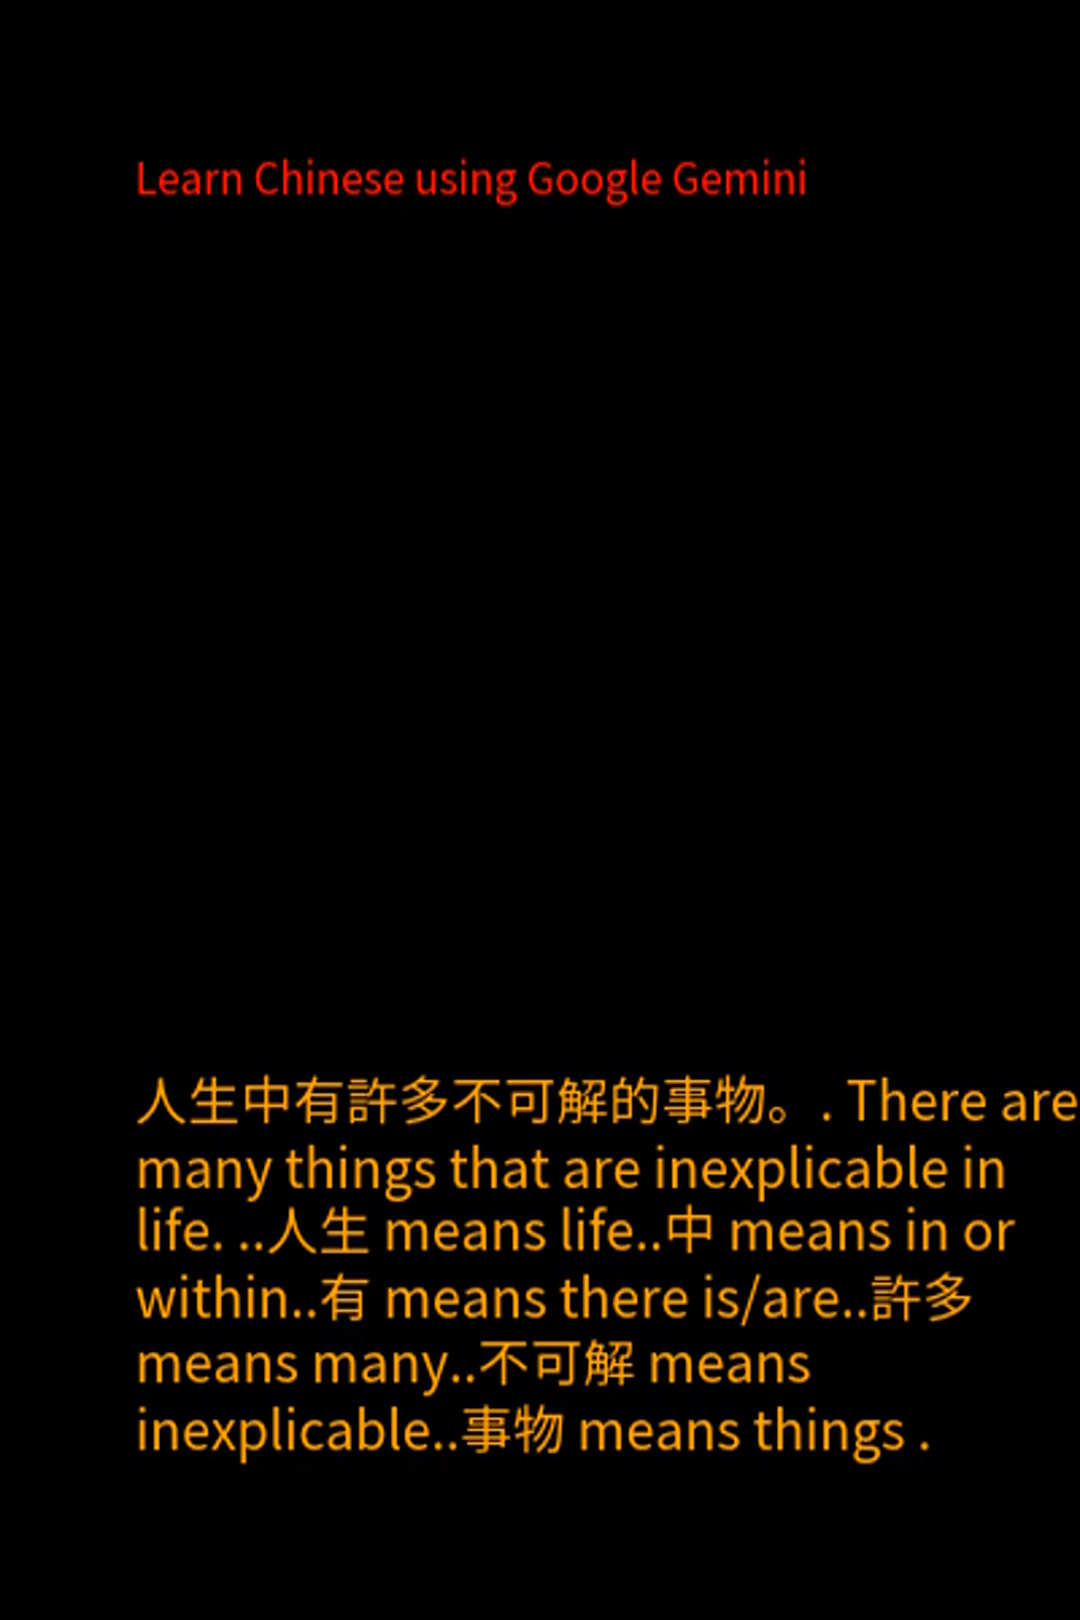 Learn Chinese using Google Gemini
人生中有許多不可解的事物。. There are
many things that are inexplicable in
life. ..人生 means life..中 means in or
within..有 means there is/are..許多
means many..不可解 means
inexplicable..事物 means things .